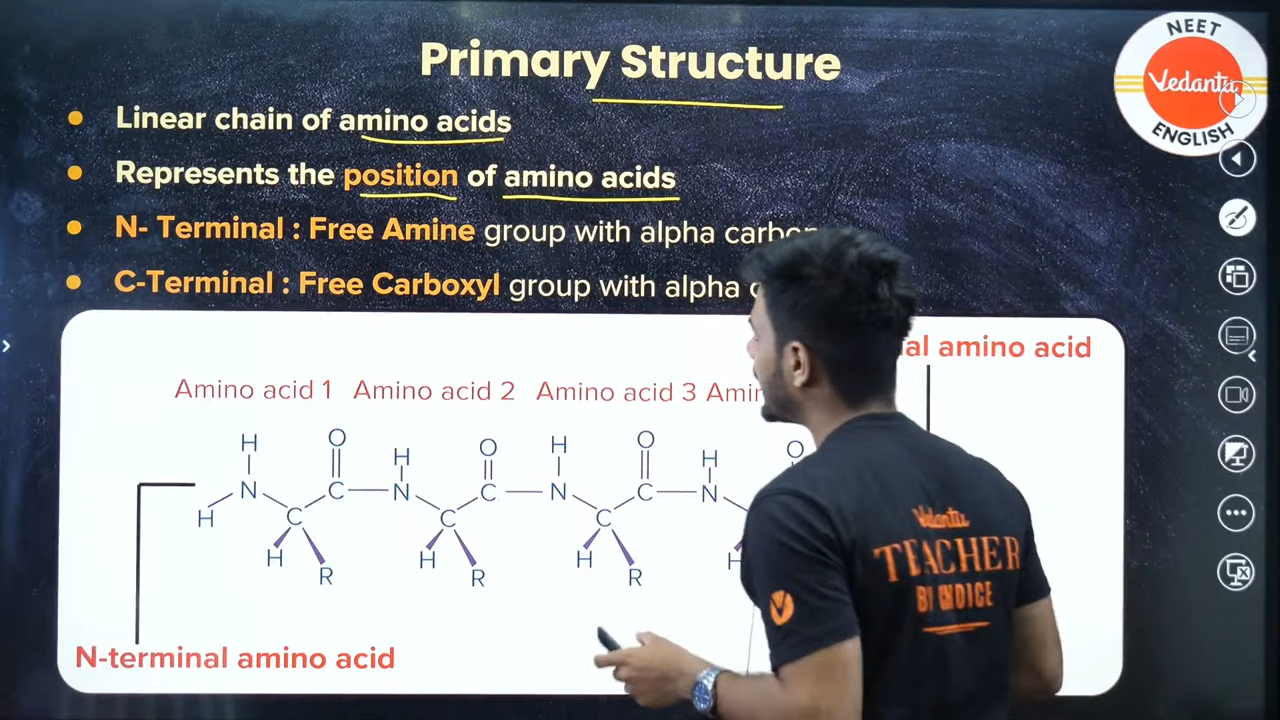 Primary Structure
NEET
Vedantu
ENGLISH
Linear chain of amino acids
Represents the position of amino acids
N- Terminal : Free Amine group with alpha carbon
C-Terminal : Free Carboxyl group with alpha
amino acid
Amino acid 1 Amino acid 2 Amino acid 3
H O H O H O H O
H N C N C N C N
H C C C
H R H R H R H
N-terminal amino acid
Vedantu
TEACHER
BY CHOICE